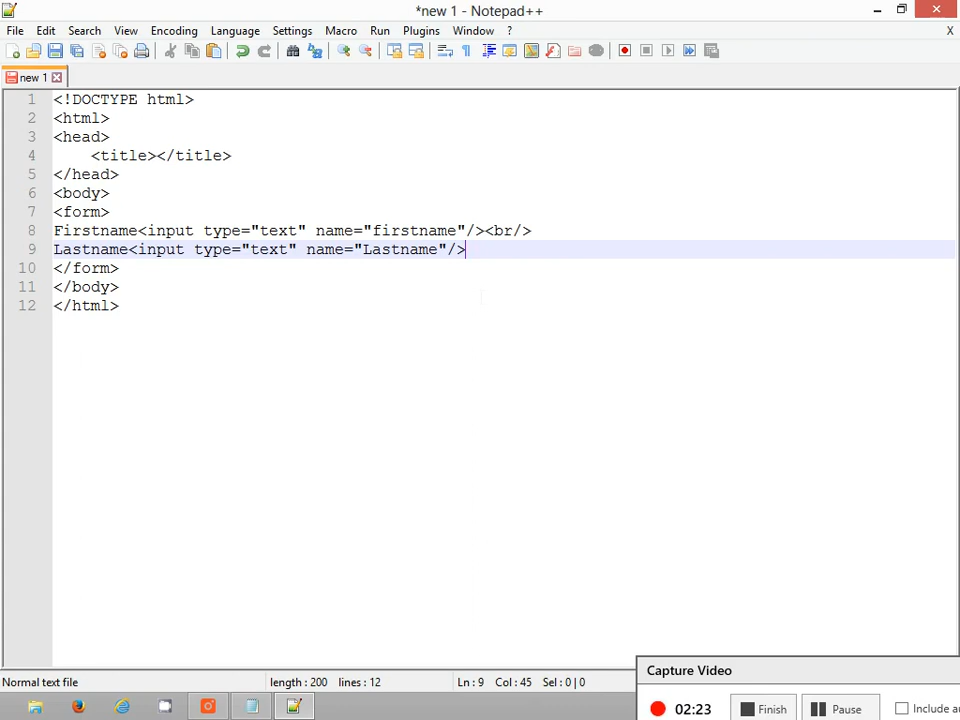 *new 1 - Notepad++
File Edit Search View Encoding Language Settings Macro Run Plugins Window ? X
new 1
1 <!DOCTYPE html>
2 <html>
3 <head>
4     <title></title>
5 </head>
6 <body>
7 <form>
8 Firstname<input type="text" name="firstname"/><br/>
9 Lastname<input type="text" name="Lastname"/>
10 </form>
11 </body>
12 </html>
Normal text file length : 200 lines : 12 Ln : 9 Col : 45 Sel : 0 | 0
Capture Video
02:23 Finish Pause Include